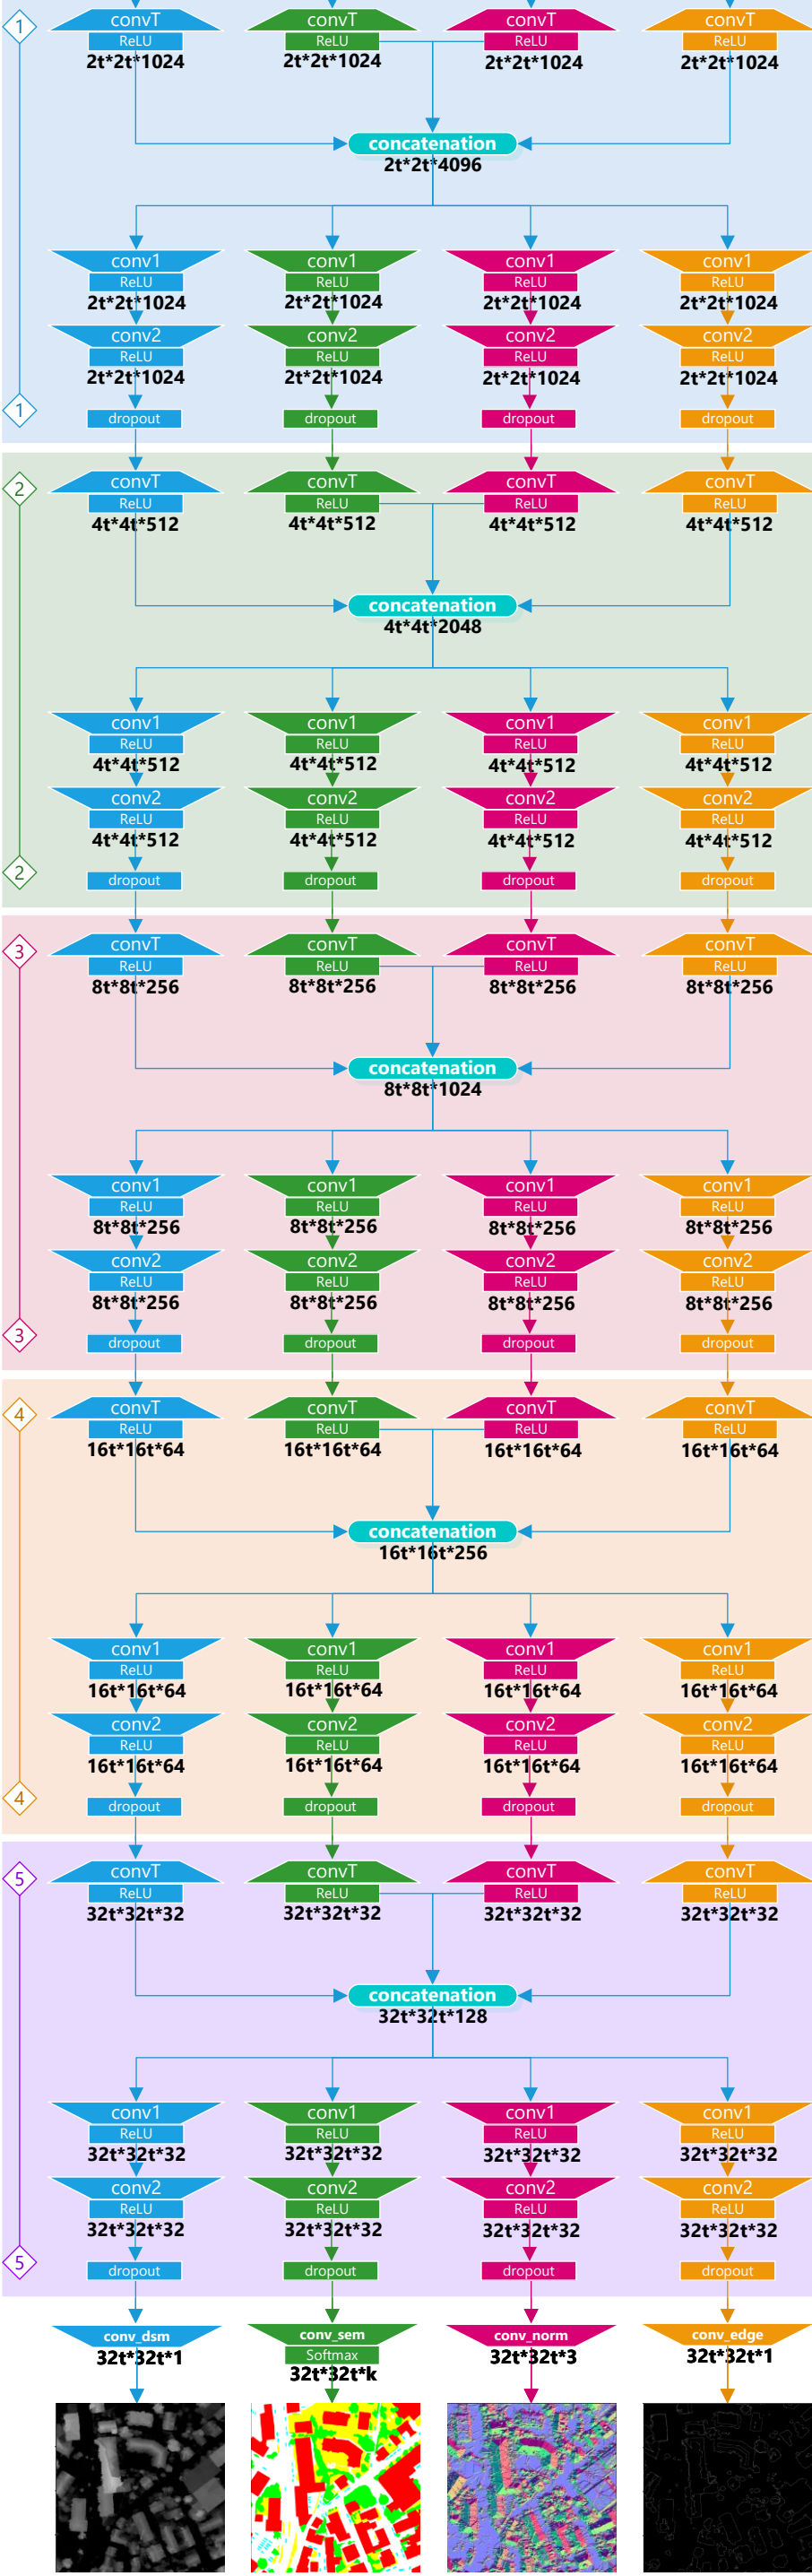 1
convT convT convT convT
ReLU ReLU ReLU ReLU
2t*2t*1024 2t*2t*1024 2t*2t*1024 2t*2t*1024
concatenation
2t*2t*4096
conv1 conv1 conv1 conv1
ReLU ReLU ReLU ReLU
2t*2t*1024 2t*2t*1024 2t*2t*1024 2t*2t*1024
conv2 conv2 conv2 conv2
ReLU ReLU ReLU ReLU
2t*2t*1024 2t*2t*1024 2t*2t*1024 2t*2t*1024
1
dropout dropout dropout dropout
2
convT convT convT convT
ReLU ReLU ReLU ReLU
4t*4t*512 4t*4t*512 4t*4t*512 4t*4t*512
concatenation
4t*4t*2048
conv1 conv1 conv1 conv1
ReLU ReLU ReLU ReLU
4t*4t*512 4t*4t*512 4t*4t*512 4t*4t*512
conv2 conv2 conv2 conv2
ReLU ReLU ReLU ReLU
4t*4t*512 4t*4t*512 4t*4t*512 4t*4t*512
2
dropout dropout dropout dropout
3
convT convT convT convT
ReLU ReLU ReLU ReLU
8t*8t*256 8t*8t*256 8t*8t*256 8t*8t*256
concatenation
8t*8t*1024
conv1 conv1 conv1 conv1
ReLU ReLU ReLU ReLU
8t*8t*256 8t*8t*256 8t*8t*256 8t*8t*256
conv2 conv2 conv2 conv2
ReLU ReLU ReLU ReLU
8t*8t*256 8t*8t*256 8t*8t*256 8t*8t*256
3
dropout dropout dropout dropout
4
convT convT convT convT
ReLU ReLU ReLU ReLU
16t*16t*64 16t*16t*64 16t*16t*64 16t*16t*64
concatenation
16t*16t*256
conv1 conv1 conv1 conv1
ReLU ReLU ReLU ReLU
16t*16t*64 16t*16t*64 16t*16t*64 16t*16t*64
conv2 conv2 conv2 conv2
ReLU ReLU ReLU ReLU
16t*16t*64 16t*16t*64 16t*16t*64 16t*16t*64
4
dropout dropout dropout dropout
5
convT convT convT convT
ReLU ReLU ReLU ReLU
32t*32t*32 32t*32t*32 32t*32t*32 32t*32t*32
concatenation
32t*32t*128
conv1 conv1 conv1 conv1
ReLU ReLU ReLU ReLU
32t*32t*32 32t*32t*32 32t*32t*32 32t*32t*32
conv2 conv2 conv2 conv2
ReLU ReLU ReLU ReLU
32t*32t*32 32t*32t*32 32t*32t*32 32t*32t*32
5
dropout dropout dropout dropout
conv_dsm conv_sem conv_norm conv_edge
Softmax
32t*32t*1 32t*32t*k 32t*32t*3 32t*32t*1